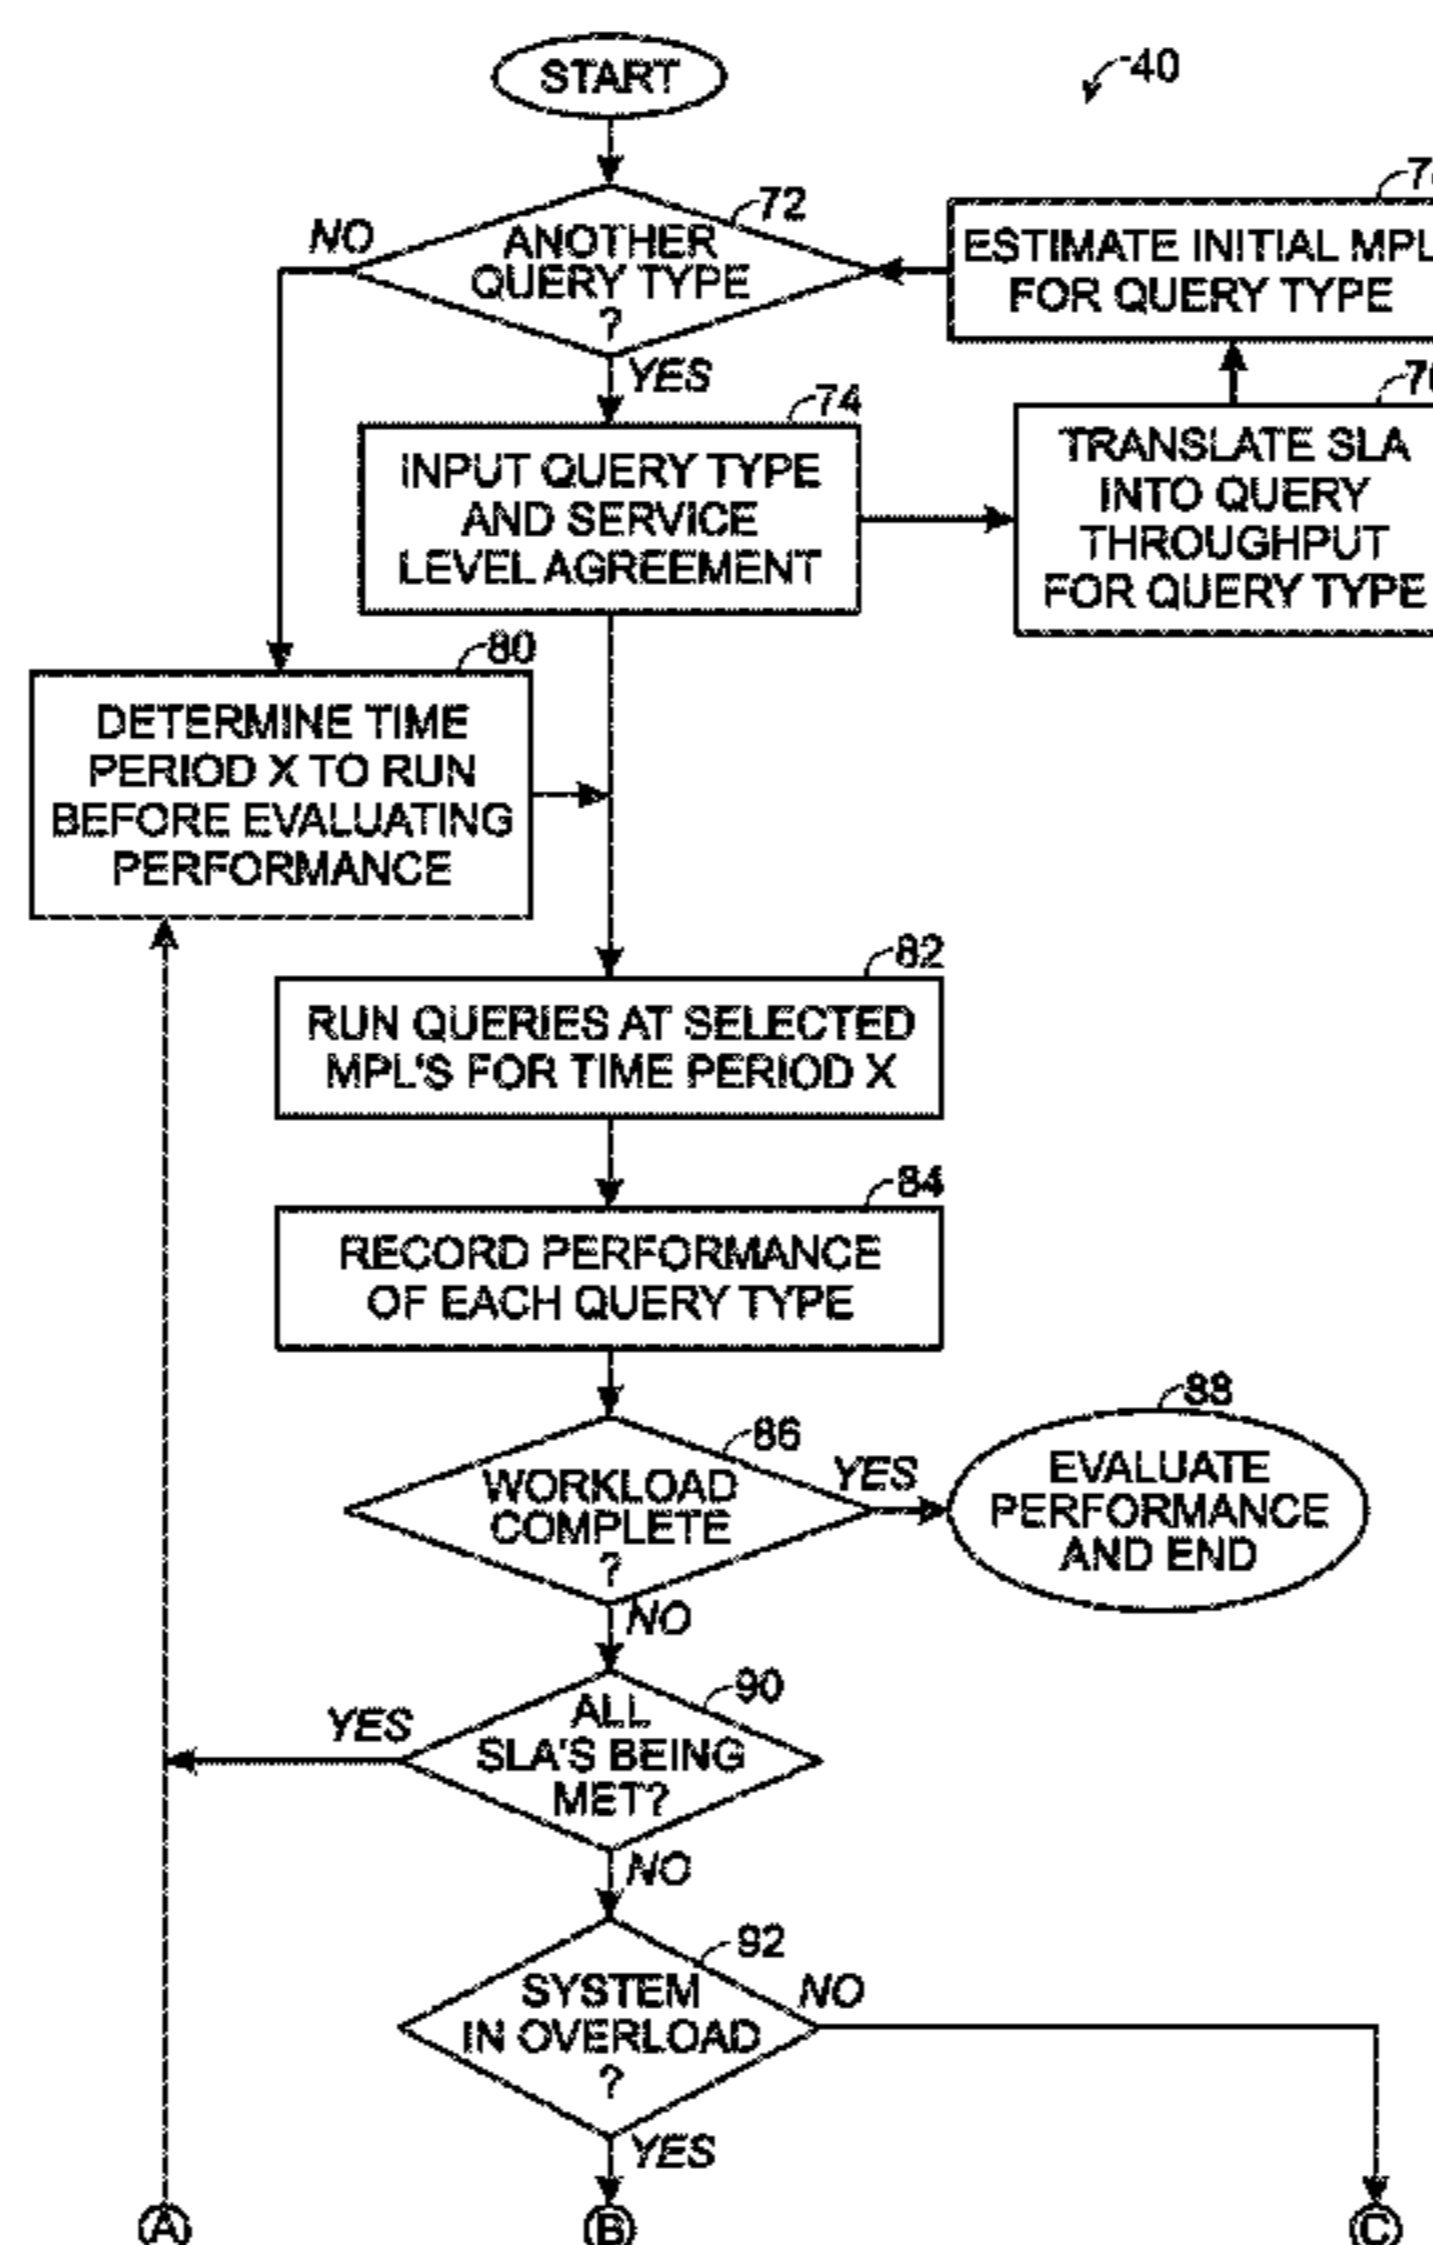 START
40
72
NO
ANOTHER
QUERY TYPE
?
YES
ESTIMATE INITIAL MPL
FOR QUERY TYPE
74
INPUT QUERY TYPE
AND SERVICE
LEVEL AGREEMENT
TRANSLATE SLA
INTO QUERY
THROUGHPUT
FOR QUERY TYPE
80
DETERMINE TIME
PERIOD X TO RUN
BEFORE EVALUATING
PERFORMANCE
82
RUN QUERIES AT SELECTED
MPL'S FOR TIME PERIOD X
84
RECORD PERFORMANCE
OF EACH QUERY TYPE
86
WORKLOAD
COMPLETE
?
YES
NO
88
EVALUATE
PERFORMANCE
AND END
90
ALL
SLA'S BEING
MET?
YES
NO
92
SYSTEM
IN OVERLOAD
?
NO
YES
A
B
C